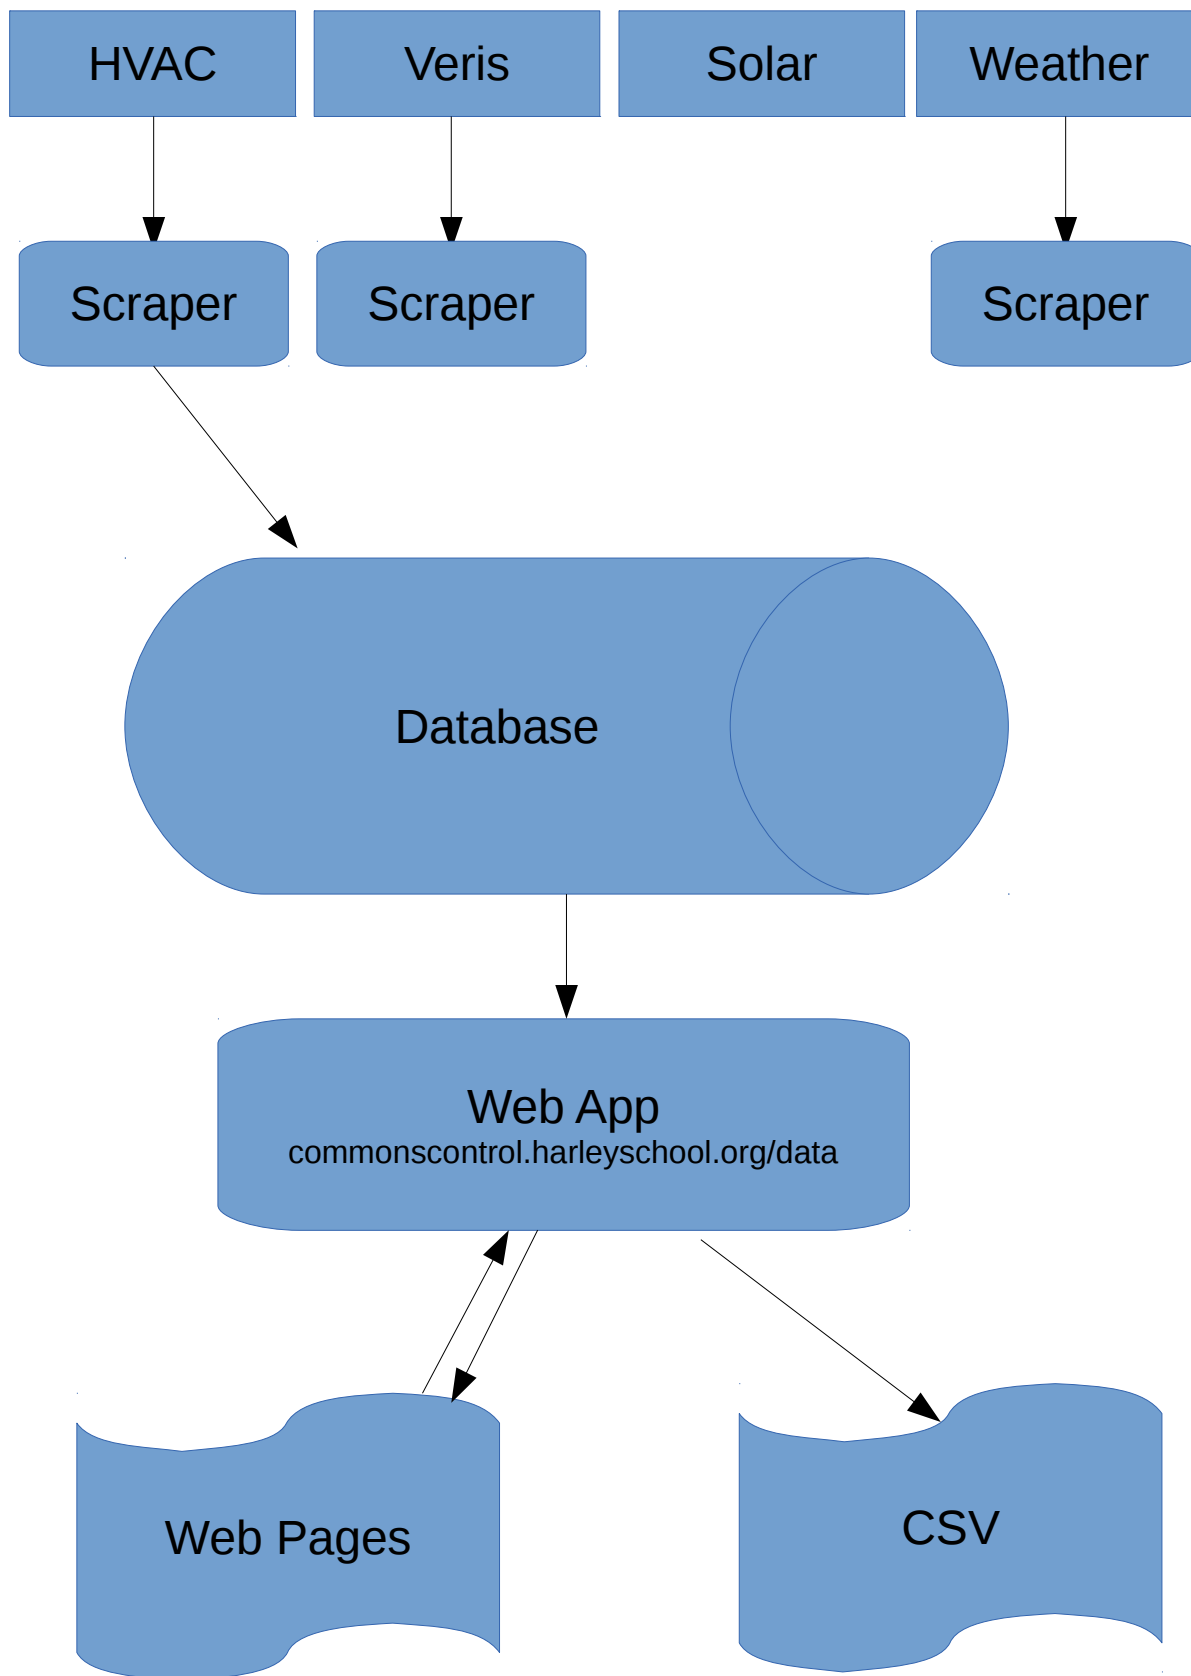 HVAC
Veris
Solar
Weather
Scraper
Scraper
Scraper
Database
Web App
commonscontrol.harleyschool.org/data
Web Pages
CSV